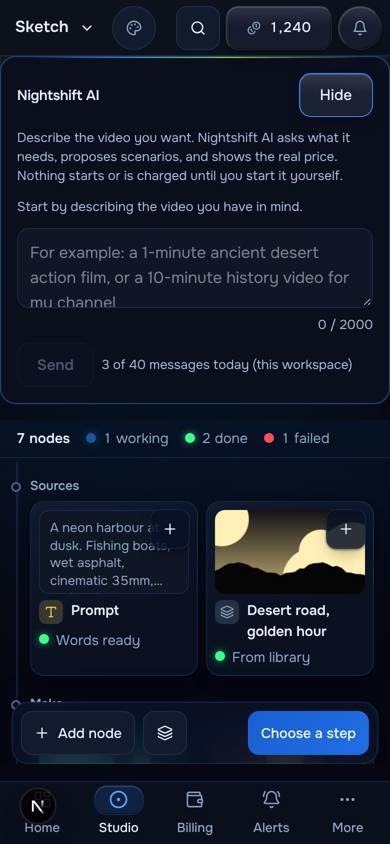 Sketch
1,240
Nightshift AI
Hide
Describe the video you want. Nightshift AI asks what it
needs, proposes scenarios, and shows the real price.
Nothing starts or is charged until you start it yourself.
Start by describing the video you have in mind.
For example: a 1-minute ancient desert
action film, or a 10-minute history video for
my channel
0 / 2000
Send
3 of 40 messages today (this workspace)
7 nodes
1 working
2 done
1 failed
Sources
A neon harbour at
dusk. Fishing boats,
wet asphalt,
cinematic 35mm,...
Prompt
Words ready
Desert road,
golden hour
From library
Add node
Choose a step
N
Home
Studio
Billing
Alerts
More